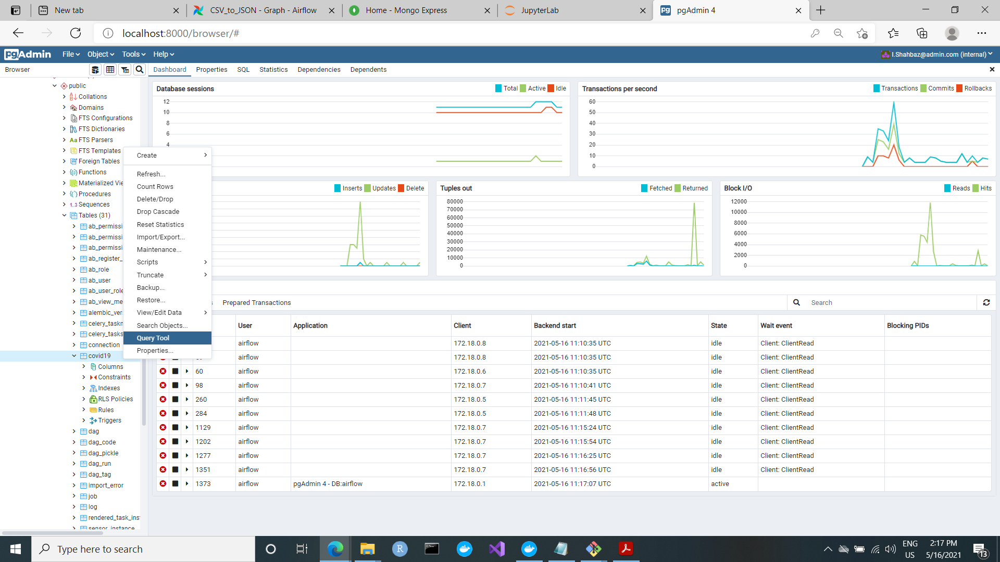 New tab
CSV_to_JSON - Graph - Airflow
Home - Mongo Express
JupyterLab
pg
pgAdmin 4
localhost:8000/browser/#
pgAdmin
File
Object
Tools
Help
I.Shahbaz@admin.com (internal)
Browser
Dashboard
Properties
SQL
Statistics
Dependencies
Dependents
public
Collations
Domains
FTS Configurations
FTS Dictionaries
Aa FTS Parsers
FTS Templates
Foreign Tables
Functions
Materialized Vie
Procedures
1..3 Sequences
Tables (31)
ab_permissi
ab_permissi
ab_permissi
ab_register_
ab_role
ab_user
ab_user_role
ab_view_me
alembic_ver
celery_taskm
celery_tasks
connection
covid19
Columns
Constraints
Indexes
RLS Policies
Rules
Triggers
dag
dag_code
dag_pickle
dag_run
dag_tag
import_error
job
log
rendered_task_ins
sensor_instance
Create
Refresh...
Count Rows
Delete/Drop
Drop Cascade
Reset Statistics
Import/Export...
Maintenance...
Scripts
Truncate
Backup...
Restore...
View/Edit Data
Search Objects...
Query Tool
Properties...
Database sessions
Total Active Idle
12
10
8
6
4
Transactions per second
Transactions Commits Rollbacks
60
50
40
30
20
10
0
Inserts Updates Delete
Tuples out
Fetched Returned
80000
70000
60000
50000
40000
30000
20000
10000
0
Block I/O
Reads Hits
12000
10000
8000
6000
4000
2000
0
Prepared Transactions
Search
User Application Client Backend start State Wait event Blocking PIDs
airflow 172.18.0.8 2021-05-16 11:10:35 UTC idle Client: ClientRead
airflow 172.18.0.8 2021-05-16 11:10:35 UTC idle Client: ClientRead
60 airflow 172.18.0.6 2021-05-16 11:10:35 UTC idle Client: ClientRead
98 airflow 172.18.0.7 2021-05-16 11:10:41 UTC idle Client: ClientRead
260 airflow 172.18.0.5 2021-05-16 11:11:45 UTC idle Client: ClientRead
284 airflow 172.18.0.5 2021-05-16 11:11:48 UTC idle Client: ClientRead
1129 airflow 172.18.0.7 2021-05-16 11:15:24 UTC idle Client: ClientRead
1202 airflow 172.18.0.7 2021-05-16 11:15:54 UTC idle Client: ClientRead
1277 airflow 172.18.0.7 2021-05-16 11:16:25 UTC idle Client: ClientRead
1351 airflow 172.18.0.7 2021-05-16 11:16:56 UTC idle Client: ClientRead
1373 airflow pgAdmin 4 - DB:airflow 172.18.0.1 2021-05-16 11:17:07 UTC active
Type here to search
R
ENG
US
2:17 PM
5/16/2021
13